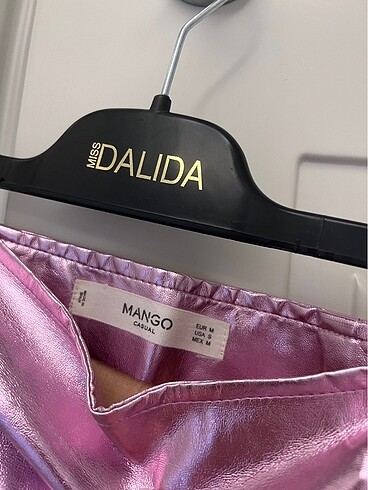 MISS
DALIDA
MANGO
CASUAL
EUR M
USA S
MEX M